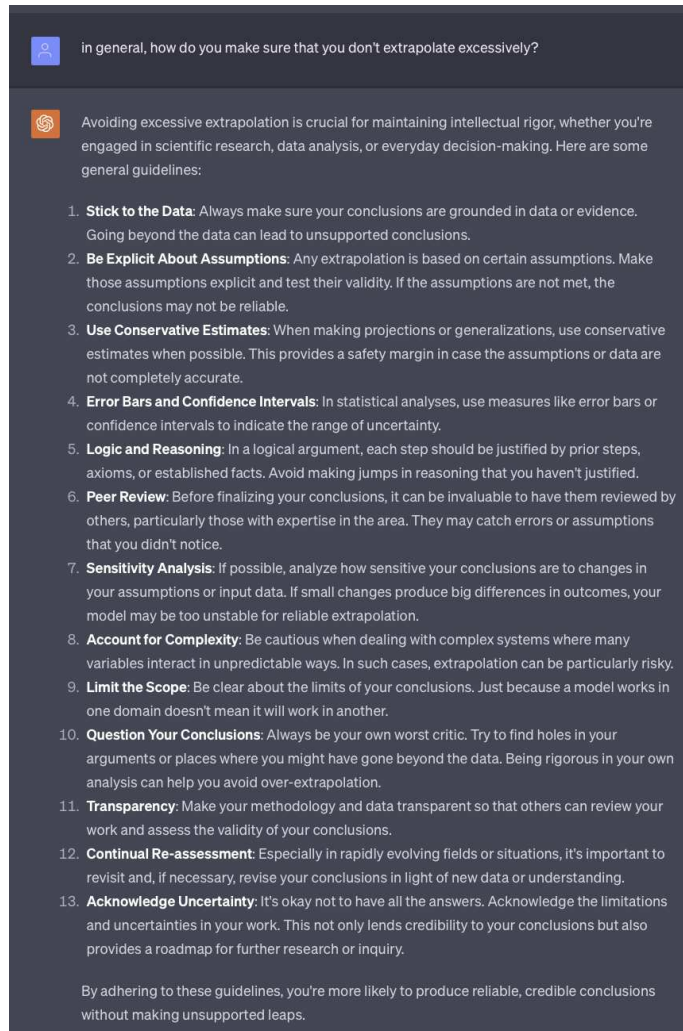 in general, how do you make sure that you don't extrapolate excessively?
Avoiding excessive extrapolation is crucial for maintaining intellectual rigor, whether you're
engaged in scientific research, data analysis, or everyday decision-making. Here are some
general guidelines:
1. Stick to the Data: Always make sure your conclusions are grounded in data or evidence.
Going beyond the data can lead to unsupported conclusions.
2. Be Explicit About Assumptions: Any extrapolation is based on certain assumptions. Make
those assumptions explicit and test their validity. If the assumptions are not met, the
conclusions may not be reliable.
3. Use Conservative Estimates: When making projections or generalizations, use conservative
estimates when possible. This provides a safety margin in case the assumptions or data are
not completely accurate.
4. Error Bars and Confidence Intervals: In statistical analyses, use measures like error bars or
confidence intervals to indicate the range of uncertainty.
5. Logic and Reasoning: In a logical argument, each step should be justified by prior steps,
axioms, or established facts. Avoid making jumps in reasoning that you haven't justified.
6. Peer Review: Before finalizing your conclusions, it can be invaluable to have them reviewed by
others, particularly those with expertise in the area. They may catch errors or assumptions
that you didn't notice.
7. Sensitivity Analysis: If possible, analyze how sensitive your conclusions are to changes in
your assumptions or input data. If small changes produce big differences in outcomes, your
model may be too unstable for reliable extrapolation.
8. Account for Complexity: Be cautious when dealing with complex systems where many
variables interact in unpredictable ways. In such cases, extrapolation can be particularly risky.
9. Limit the Scope: Be clear about the limits of your conclusions. Just because a model works in
one domain doesn't mean it will work in another.
10. Question Your Conclusions: Always be your own worst critic. Try to find holes in your
arguments or places where you might have gone beyond the data. Being rigorous in your own
analysis can help you avoid over-extrapolation.
11. Transparency: Make your methodology and data transparent so that others can review your
work and assess the validity of your conclusions.
12. Continual Re-assessment: Especially in rapidly evolving fields or situations, it's important to
revisit and, if necessary, revise your conclusions in light of new data or understanding.
13. Acknowledge Uncertainty: It's okay not to have all the answers. Acknowledge the limitations
and uncertainties in your work. This not only lends credibility to your conclusions but also
provides a roadmap for further research or inquiry.
By adhering to these guidelines, you're more likely to produce reliable, credible conclusions
without making unsupported leaps.